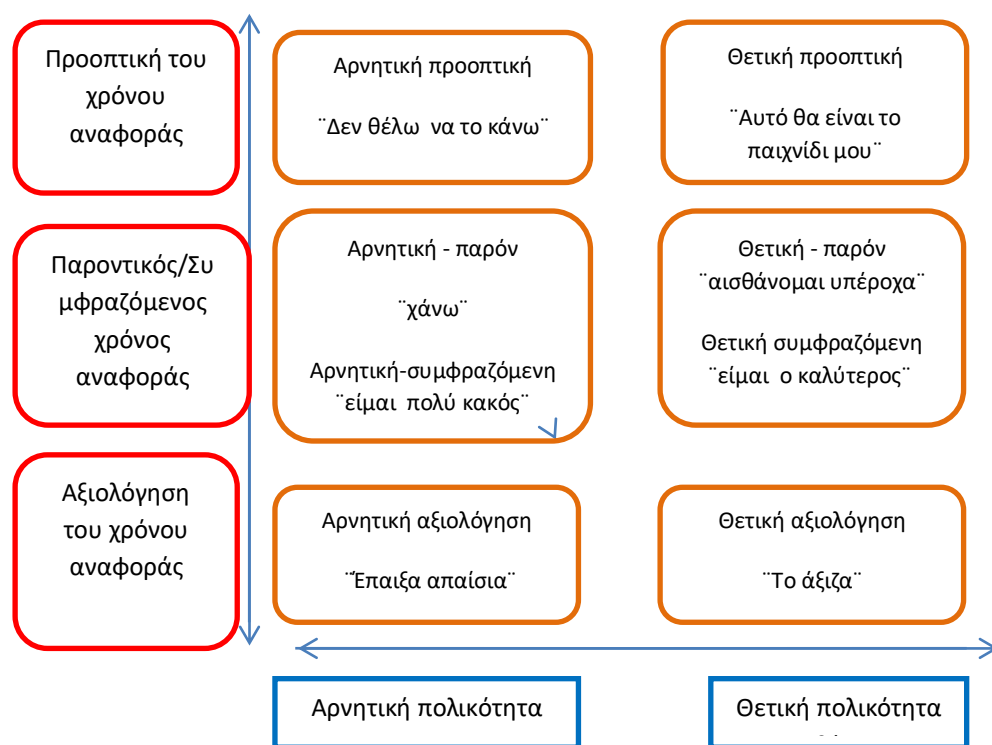 Προοπτική του
χρόνου
αναφοράς
Αρνητική προοπτική
¨Δεν θέλω να το κάνω¨
Θετική προοπτική
¨Αυτό θα είναι το
παιχνίδι μου¨
Παροντικός/Συ
μφραζόμενος
χρόνος
αναφοράς
Αρνητική - παρόν
¨χάνω¨
Αρνητική-συμφραζόμενη
¨είμαι πολύ κακός¨
Θετική - παρόν
¨αισθάνομαι υπέροχα¨
Θετική συμφραζόμενη
¨είμαι ο καλύτερος¨
Αξιολόγηση
του χρόνου
αναφοράς
Αρνητική αξιολόγηση
¨Έπαιξα απαίσια¨
Θετική αξιολόγηση
¨Το άξιζα¨
Αρνητική πολικότητα
Θετική πολικότητα